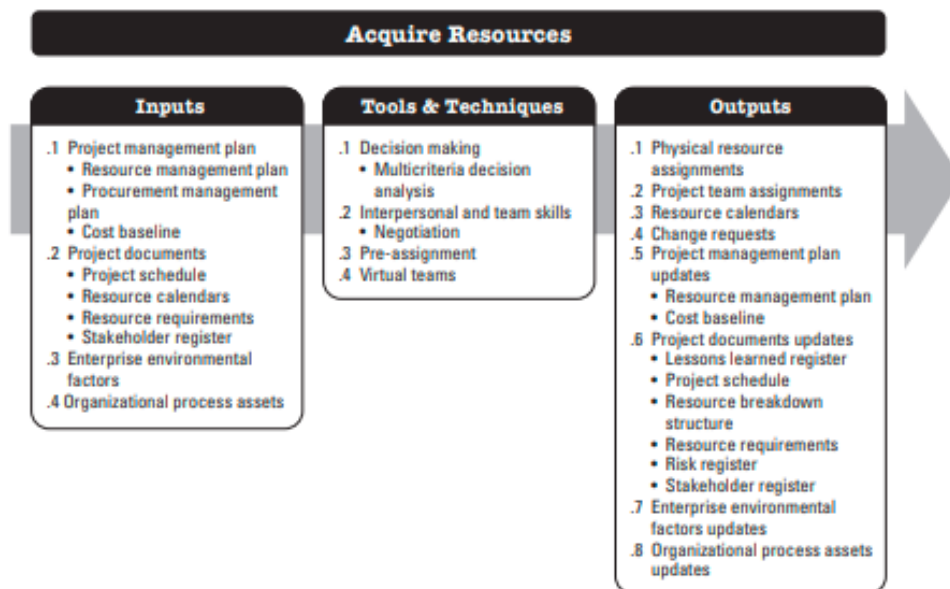 Acquire Resources
Inputs
.1 Project management plan
• Resource management plan
• Procurement management
plan
• Cost baseline
.2 Project documents
• Project schedule
• Resource calendars
• Resource requirements
• Stakeholder register
.3 Enterprise environmental
factors
.4 Organizational process assets
Tools & Techniques
.1 Decision making
• Multicriteria decision
analysis
.2 Interpersonal and team skills
• Negotiation
.3 Pre-assignment
.4 Virtual teams
Outputs
.1 Physical resource
assignments
.2 Project team assignments
.3 Resource calendars
.4 Change requests
.5 Project management plan
updates
• Resource management plan
• Cost baseline
.6 Project documents updates
• Lessons learned register
• Project schedule
• Resource breakdown
structure
• Resource requirements
• Risk register
• Stakeholder register
.7 Enterprise environmental
factors updates
.8 Organizational process assets
updates